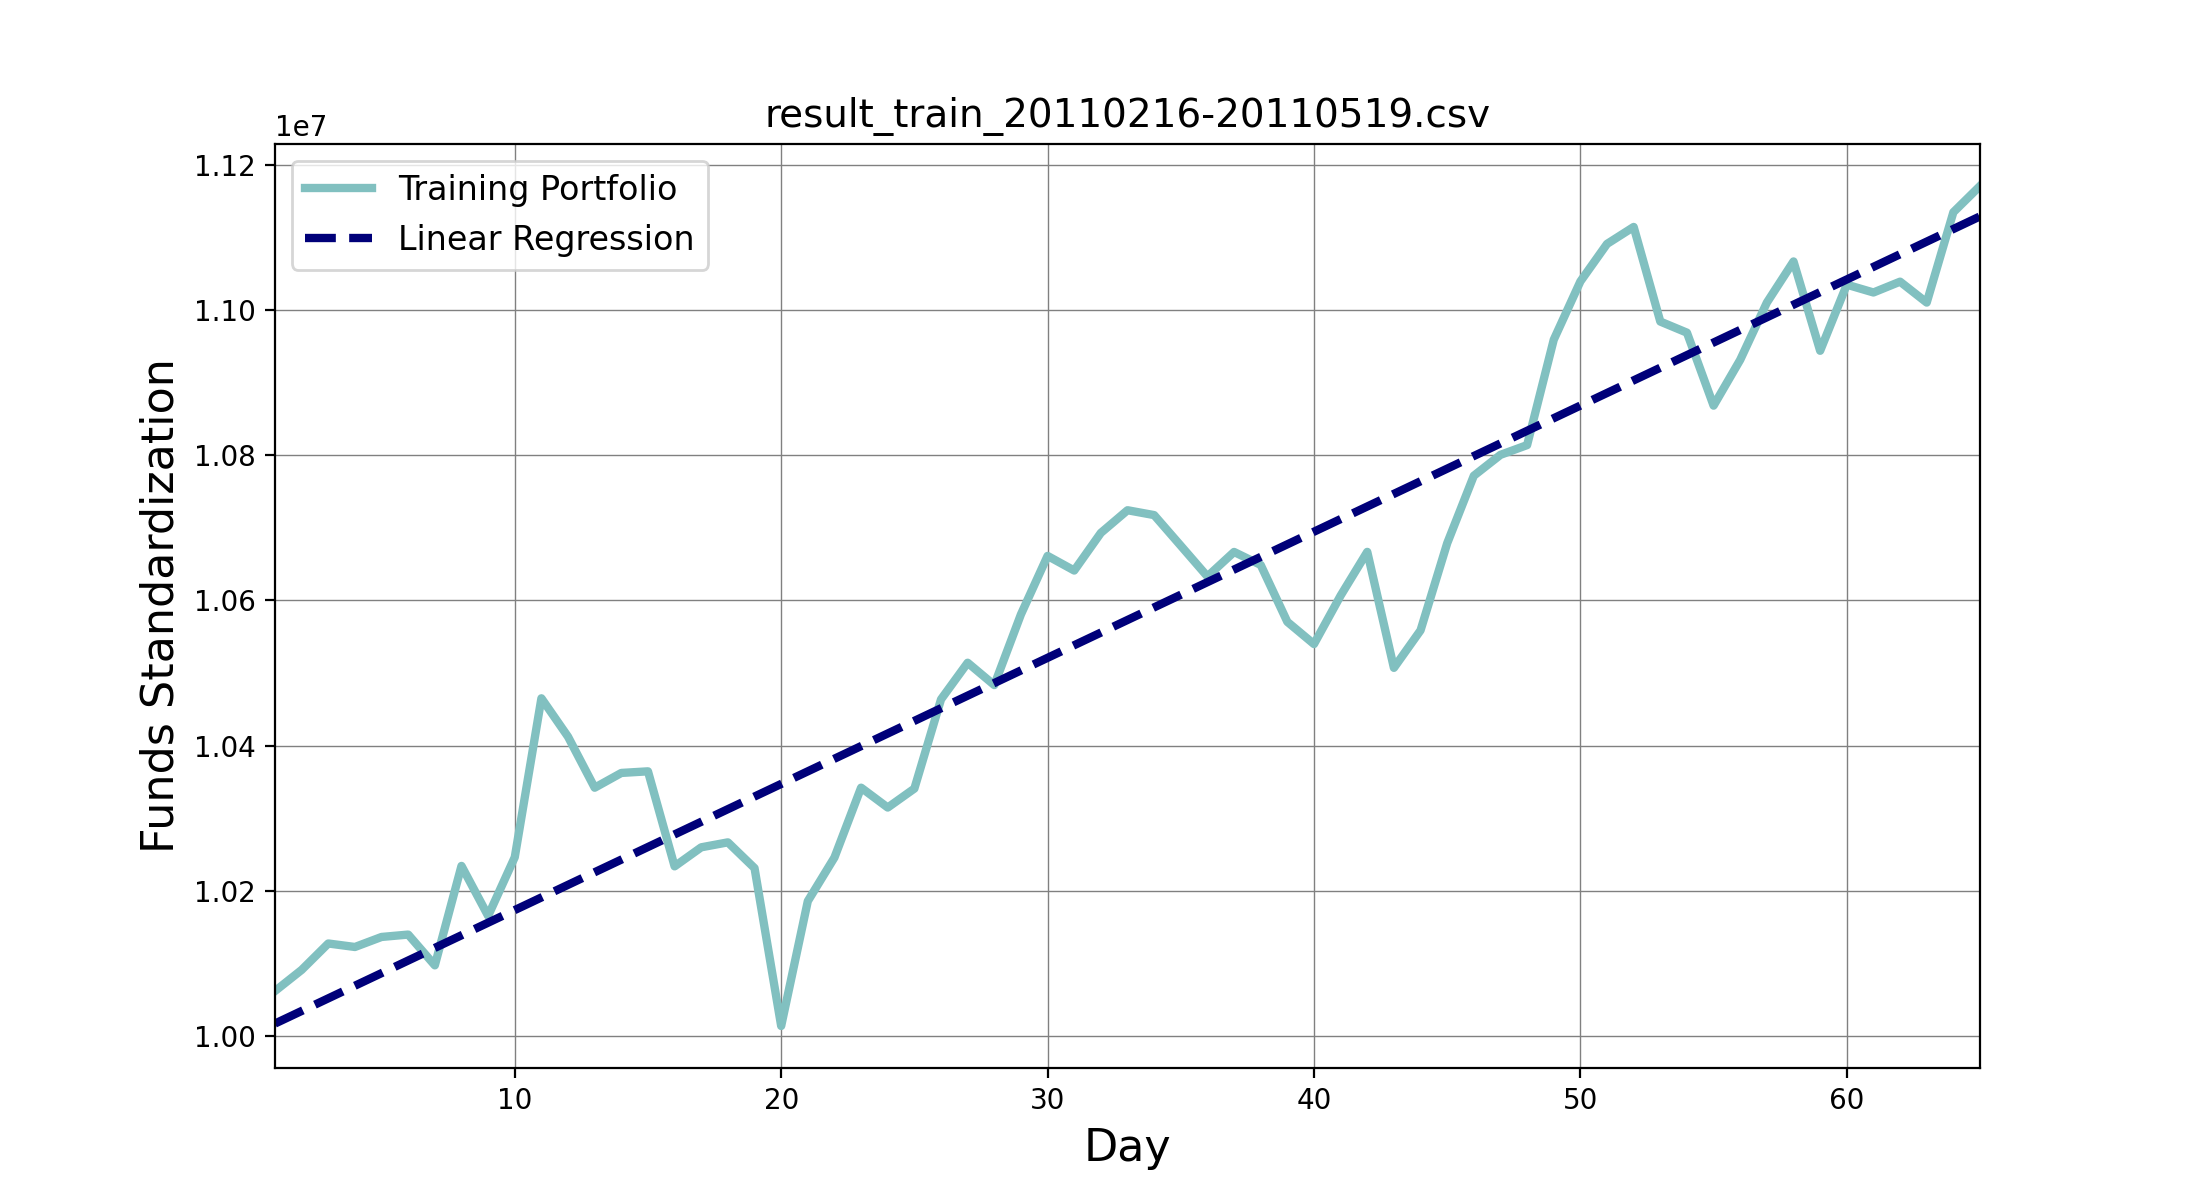 result_train_20110216-20110519.csv
1e7
Training Portfolio
Linear Regression
1.12
1.10
1.08
1.06
1.04
1.02
1.00
Funds Standardization
10 20 30 40 50 60
Day